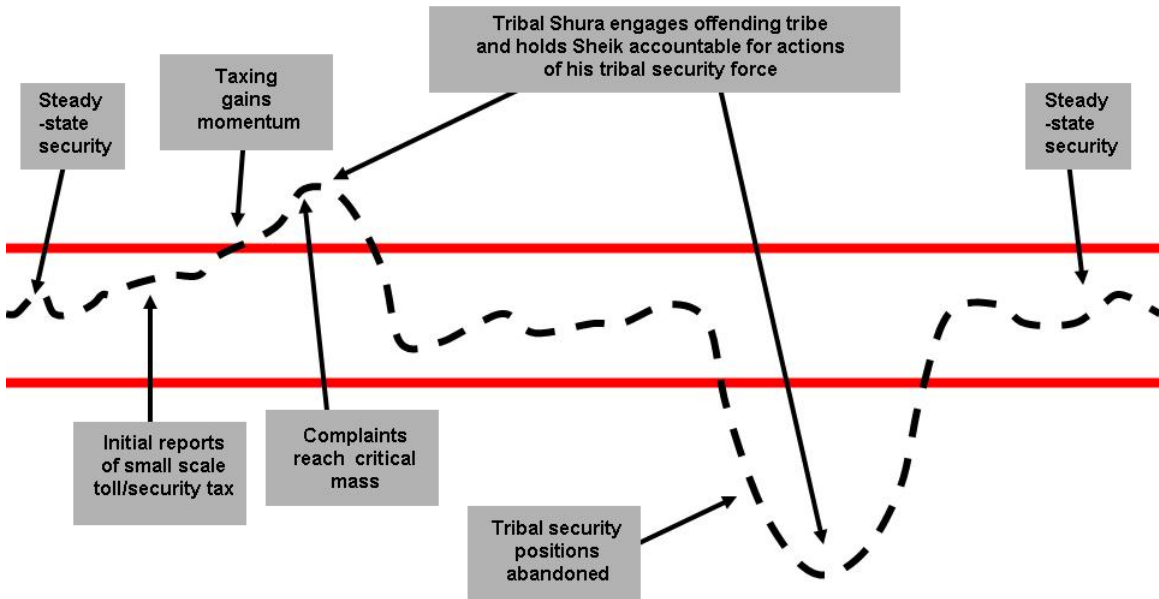 Tribal Shura engages offending tribe
and holds Sheik accountable for actions
of his tribal security force
Steady
-state
security
Taxing
gains
momentum
Steady
-state
security
Initial reports
of small scale
toll/security tax
Complaints
reach critical
mass
Tribal security
positions
abandoned